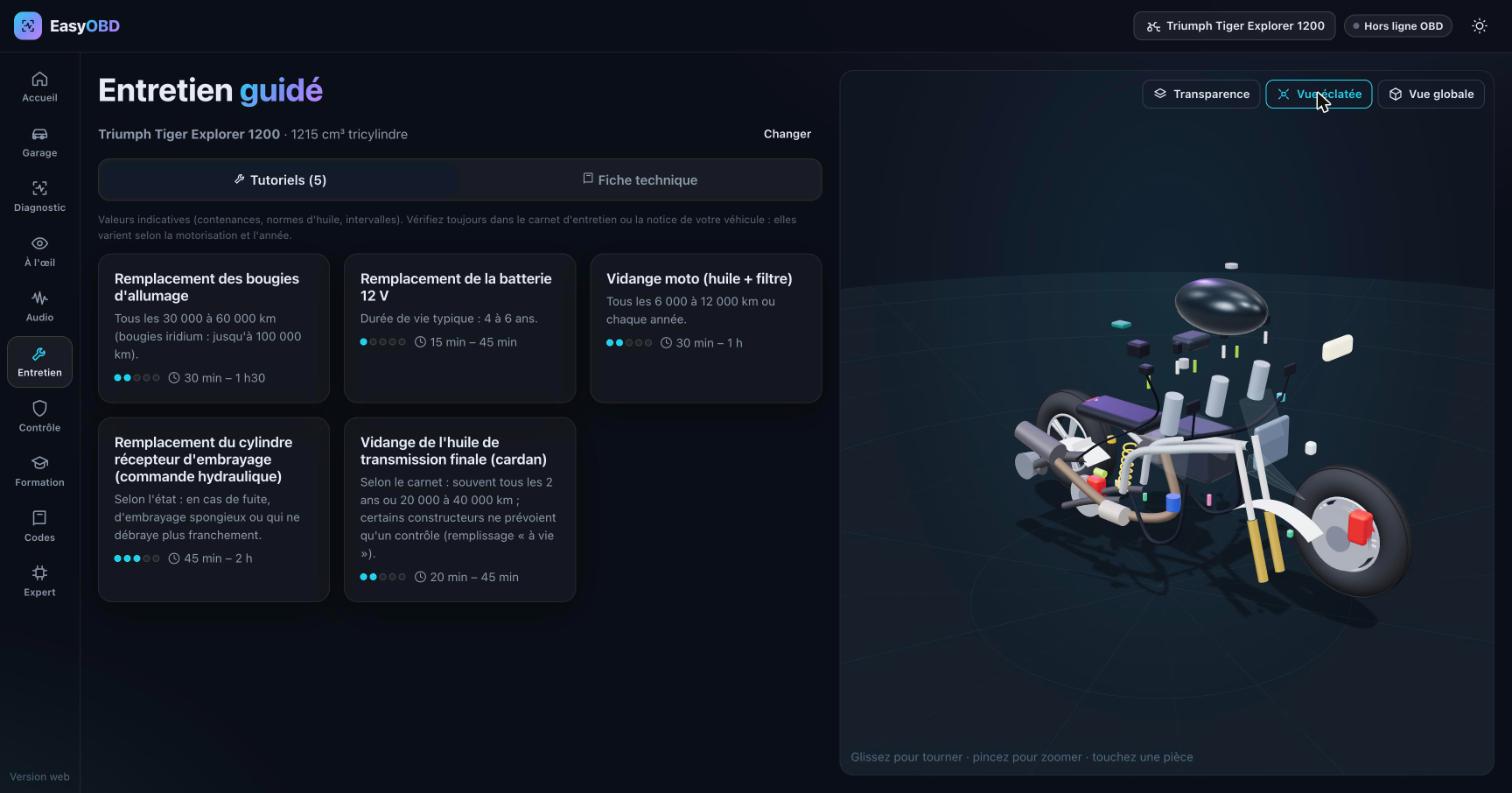 EasyOBD
Triumph Tiger Explorer 1200
Hors ligne OBD
Accueil
Garage
Diagnostic
À l'œil
Audio
Entretien
Contrôle
Formation
Codes
Expert
Version web
Entretien guidé
Triumph Tiger Explorer 1200 · 1215 cm³ tricylindre
Changer
Tutoriels (5)
Fiche technique
Valeurs indicatives (contenances, normes d'huile, intervalles). Vérifiez toujours dans le carnet d'entretien ou la notice de votre véhicule : elles
varient selon la motorisation et l'année.
Remplacement des bougies
d'allumage
Tous les 30 000 à 60 000 km
(bougies iridium : jusqu'à 100 000
km).
30 min – 1 h30
Remplacement de la batterie
12 V
Durée de vie typique : 4 à 6 ans.
15 min – 45 min
Vidange moto (huile + filtre)
Tous les 6 000 à 12 000 km ou
chaque année.
30 min – 1 h
Remplacement du cylindre
récepteur d'embrayage
(commande hydraulique)
Selon l'état : en cas de fuite,
d'embrayage spongieux ou qui ne
débraye plus franchement.
45 min – 2 h
Vidange de l'huile de
transmission finale (cardan)
Selon le carnet : souvent tous les 2
ans ou 20 000 à 40 000 km ;
certains constructeurs ne prévoient
qu'un contrôle (remplissage « à vie
»).
20 min – 45 min
Transparence
Vue éclatée
Vue globale
Glissez pour tourner · pincez pour zoomer · touchez une pièce